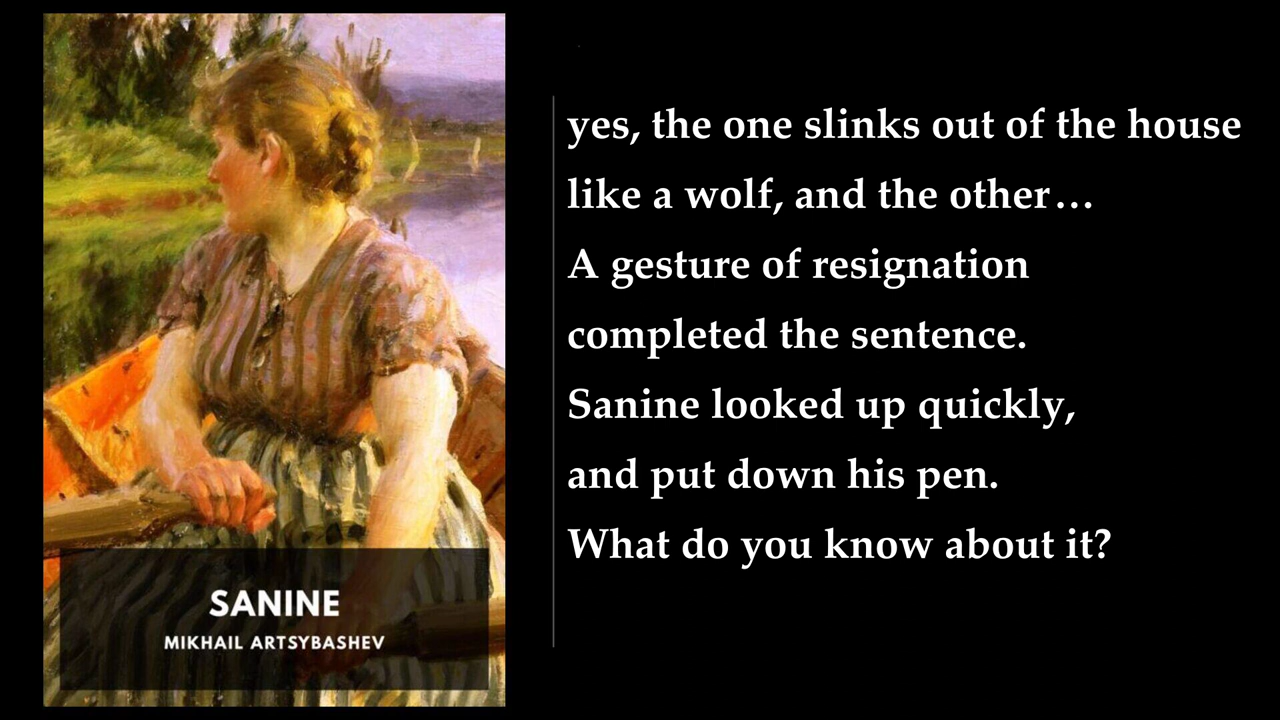 SANINE
MIKHAIL ARTSYBASHEV
yes, the one slinks out of the house
like a wolf, and the other…
A gesture of resignation
completed the sentence.
Sanine looked up quickly,
and put down his pen.
What do you know about it?